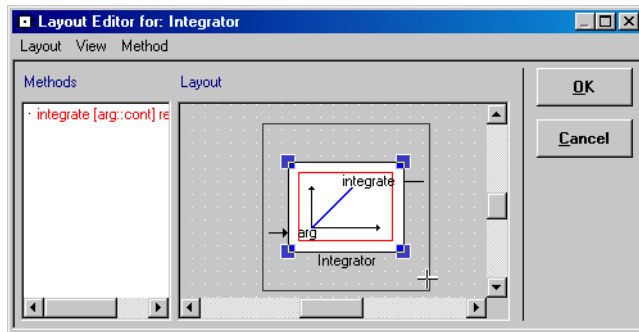 Layout Editor for: Integrator
Layout View Method
Methods
Layout
OK
Cancel
· integrate [arg::cont] re
integrate
arg
Integrator